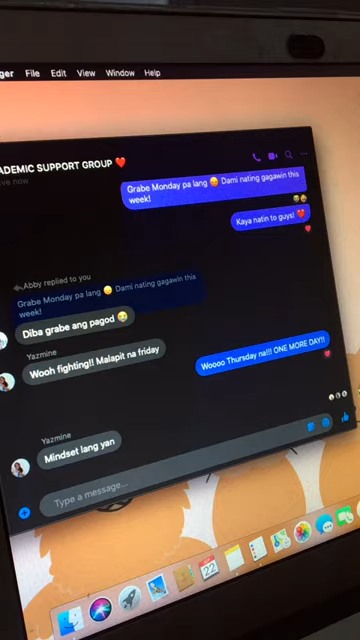 ger File Edit View Window Help
ADEMIC SUPPORT GROUP ❤️
ve now
Grabe Monday pa lang 😩 Dami nating gagawin this
week!
Kaya natin to guys! ❤️
Abby replied to you
Grabe Monday pa lang 😩 Dami nating gagawin this
week!
Diba grabe ang pagod 😭
Yazmine
Wooh fighting!! Malapit na friday
Woooo Thursday na!!! ONE MORE DAY!!
Yazmine
Mindset lang yan
Type a message...
22